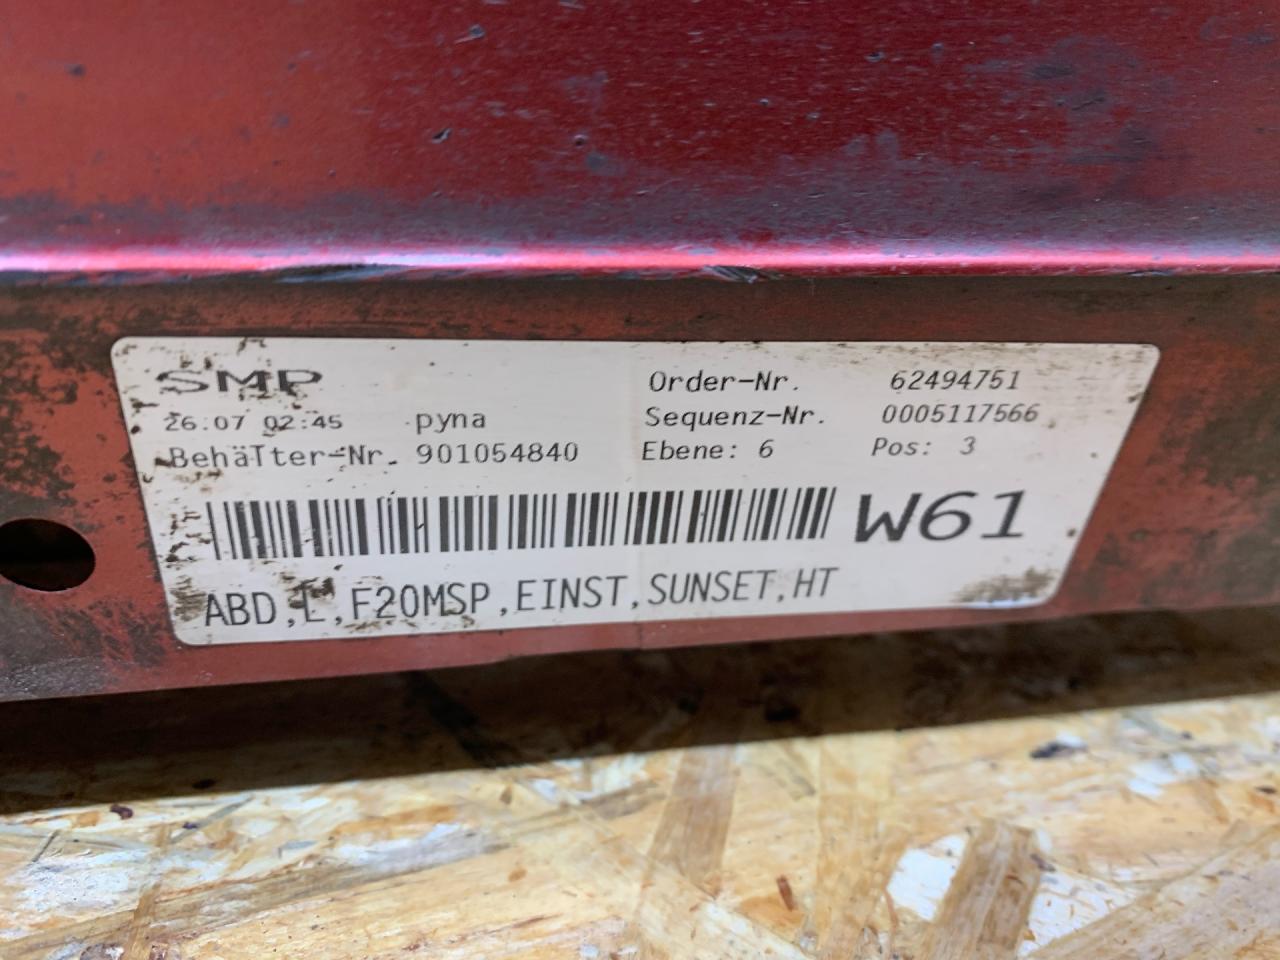 SMP
26.07 02:45 pyna
Behälter-Nr. 901054840
Order-Nr. 62494751
Sequenz-Nr. 0005117566
Ebene: 6 Pos: 3
W61
ABD,L,F20MSP,EINST,SUNSET,HT